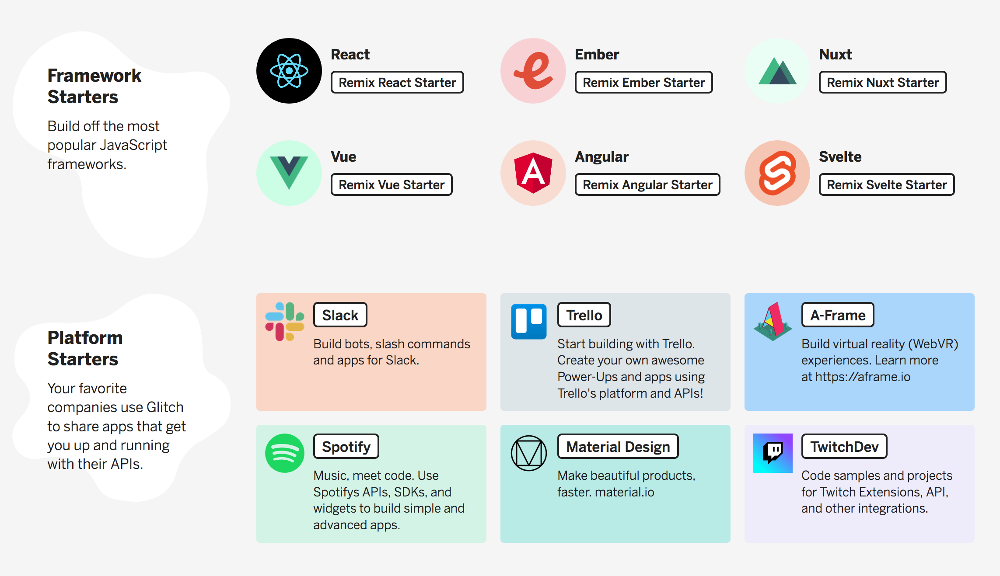 Framework
Starters
Build off the most
popular JavaScript
frameworks.
React
Remix React Starter
Ember
Remix Ember Starter
Nuxt
Remix Nuxt Starter
Vue
Remix Vue Starter
Angular
Remix Angular Starter
Svelte
Remix Svelte Starter
Platform
Starters
Your favorite
companies use Glitch
to share apps that get
you up and running
with their APIs.
Slack
Build bots, slash commands
and apps for Slack.
Trello
Start building with Trello.
Create your own awesome
Power-Ups and apps using
Trello's platform and APIs!
A-Frame
Build virtual reality (WebVR)
experiences. Learn more
at https://aframe.io
Spotify
Music, meet code. Use
Spotifys APIs, SDKs, and
widgets to build simple and
advanced apps.
Material Design
Make beautiful products,
faster. material.io
TwitchDev
Code samples and projects
for Twitch Extensions, API,
and other integrations.